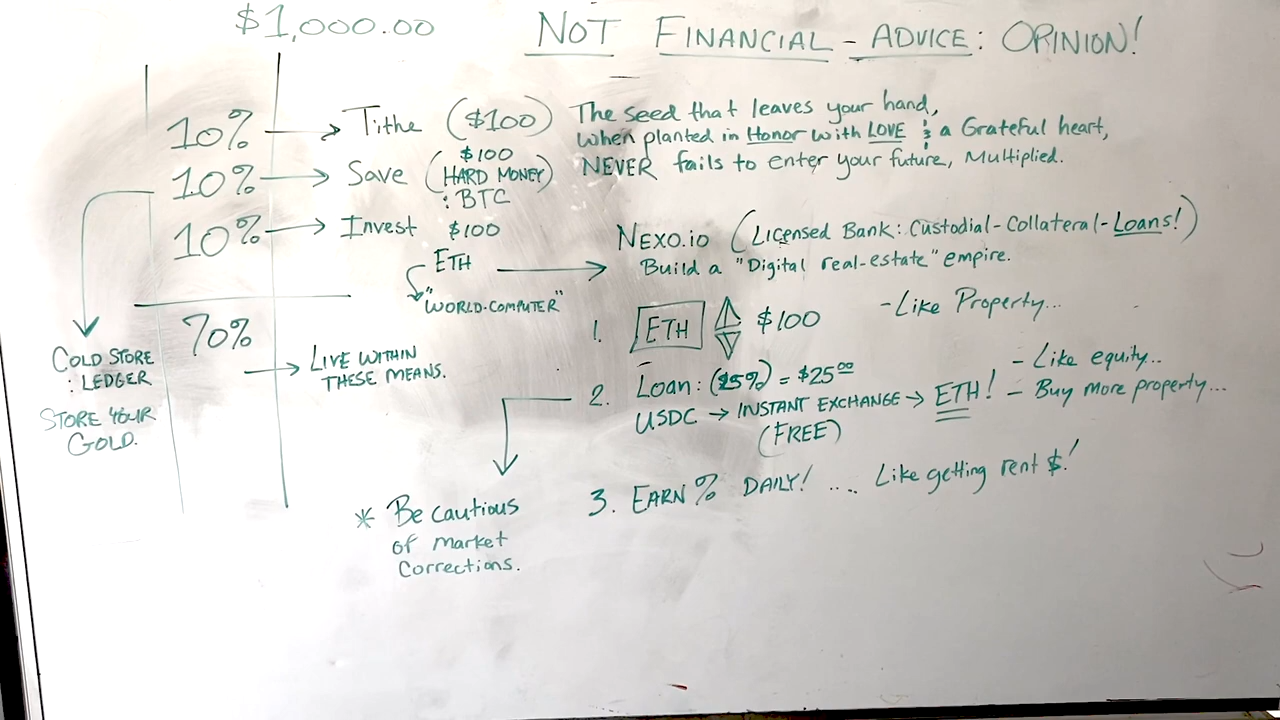 $1,000.00
NOT FINANCIAL - ADVICE: OPINION!
10% → Tithe ($100)
The seed that leaves your hand,
when planted in Honor with LOVE & a Grateful heart,
NEVER fails to enter your future, Multiplied.
10% → Save ($100
HARD MONEY)
: BTC
10% → Invest $100
ETH →
"WORLD-COMPUTER"
NEXO.IO (Licensed Bank: Custodial-Collateral-Loans!)
Build a "Digital real-estate" empire.
70%
→ LIVE WITHIN
THESE MEANS.
COLD STORE
: LEDGER
STORE YOUR
GOLD.
1. ETH $100 - Like Property...
2. Loan: (25%) = $25.00 - Like equity...
USDC → INSTANT EXCHANGE → ETH! - Buy more property...
(FREE)
* Be cautious
of market
corrections.
3. EARN % DAILY! .... Like getting rent $!